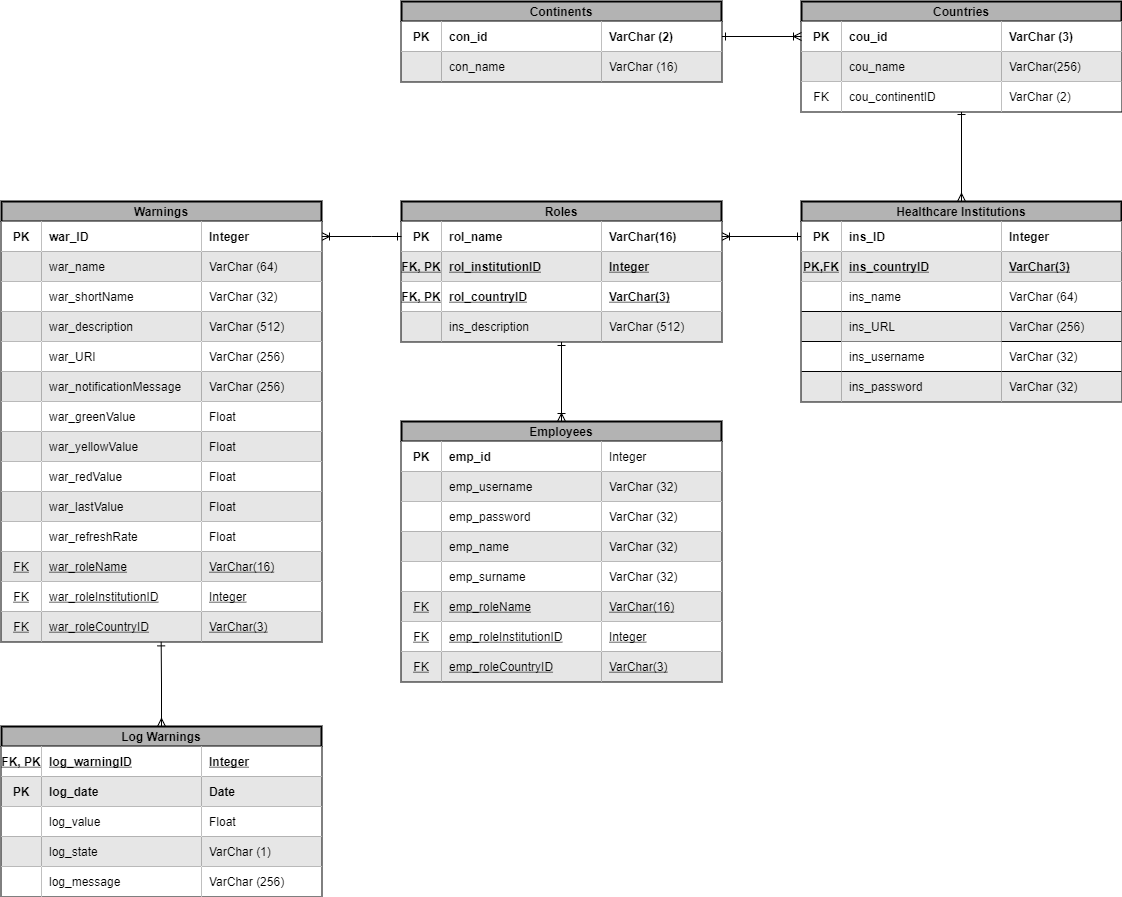 Continents
PK con_id VarChar (2)
con_name VarChar (16)
Countries
PK cou_id VarChar (3)
cou_name VarChar(256)
FK cou_continentID VarChar (2)
Warnings
PK war_ID Integer
war_name VarChar (64)
war_shortName VarChar (32)
war_description VarChar (512)
war_URI VarChar (256)
war_notificationMessage VarChar (256)
war_greenValue Float
war_yellowValue Float
war_redValue Float
war_lastValue Float
war_refreshRate Float
FK war_roleName VarChar(16)
FK war_roleInstitutionID Integer
FK war_roleCountryID VarChar(3)
Roles
PK rol_name VarChar(16)
FK, PK rol_institutionID Integer
FK, PK rol_countryID VarChar(3)
ins_description VarChar (512)
Healthcare Institutions
PK ins_ID Integer
PK,FK ins_countryID VarChar(3)
ins_name VarChar (64)
ins_URL VarChar (256)
ins_username VarChar (32)
ins_password VarChar (32)
Employees
PK emp_id Integer
emp_username VarChar (32)
emp_password VarChar (32)
emp_name VarChar (32)
emp_surname VarChar (32)
FK emp_roleName VarChar(16)
FK emp_roleInstitutionID Integer
FK emp_roleCountryID VarChar(3)
Log Warnings
FK, PK log_warningID Integer
PK log_date Date
log_value Float
log_state VarChar (1)
log_message VarChar (256)